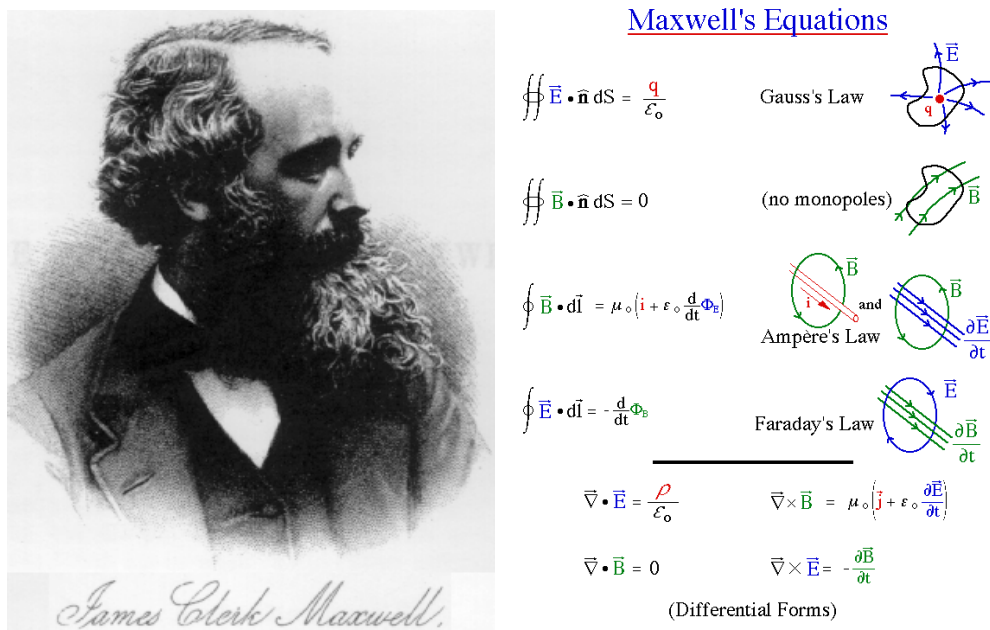 Maxwell's Equations
∯ E⃗ • n̂ dS = q/ε₀
Gauss's Law
E⃗
q
∯ B⃗ • n̂ dS = 0
(no monopoles)
B⃗
∮ B⃗ • dl⃗ = μ₀(i + ε₀ d/dt Φ_E)
B⃗
i
and
B⃗
∂E⃗/∂t
Ampère's Law
∮ E⃗ • dl⃗ = - d/dt Φ_B
Faraday's Law
E⃗
∂B⃗/∂t
∇⃗ • E⃗ = ρ/ε₀
∇⃗ × B⃗ = μ₀(j⃗ + ε₀ ∂E⃗/∂t)
∇⃗ • B⃗ = 0
∇⃗ × E⃗ = - ∂B⃗/∂t
(Differential Forms)
James Clerk Maxwell.